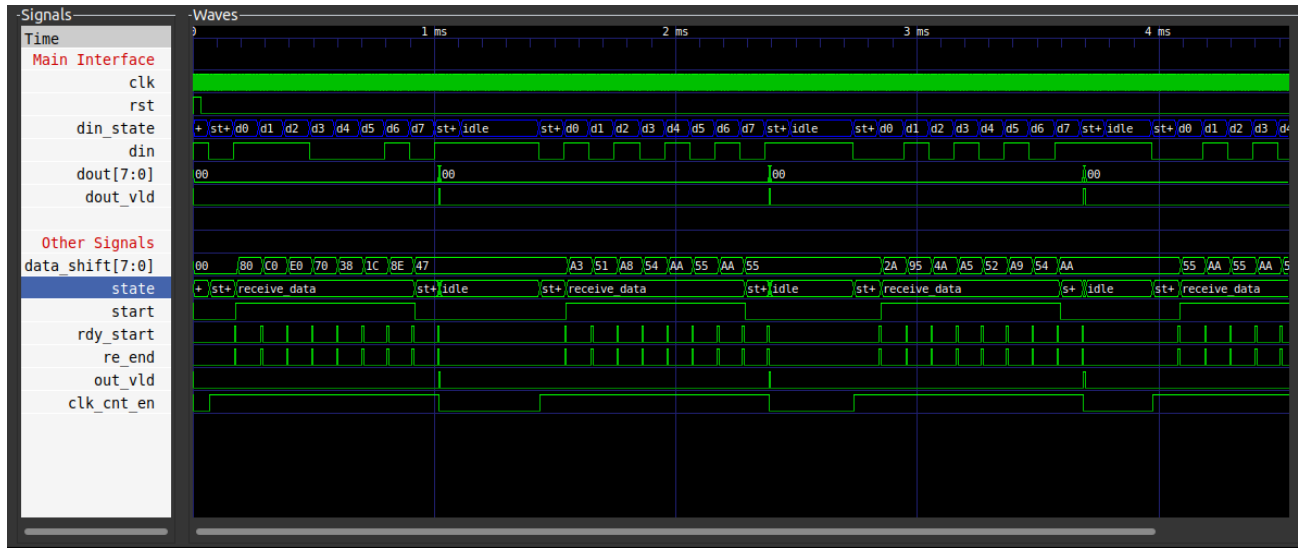 Signals Waves
Time 0 1 ms 2 ms 3 ms 4 ms
Main Interface
clk
rst
din_state + st+ d0 d1 d2 d3 d4 d5 d6 d7 st+ idle st+ d0 d1 d2 d3 d4 d5 d6 d7 st+ idle st+ d0 d1 d2 d3 d4 d5 d6 d7 st+ idle st+ d0 d1 d2 d3 d4
din
dout[7:0] 00 00 00 00
dout_vld
Other Signals
data_shift[7:0] 00 80 C0 E0 70 38 1C 8E 47 A3 51 A8 54 AA 55 AA 55 2A 95 4A A5 52 A9 54 AA 55 AA 55 AA 5
state + st+ receive_data st+ idle st+ receive_data st+ idle st+ receive_data s+ idle st+ receive_data
start
rdy_start
re_end
out_vld
clk_cnt_en